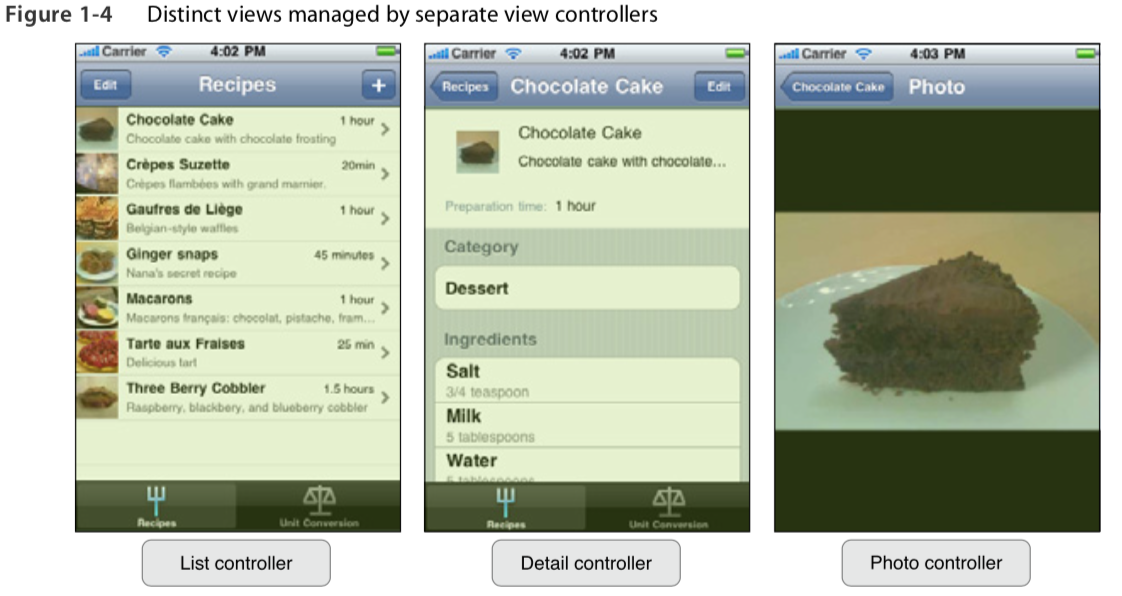 Figure 1-4 Distinct views managed by separate view controllers
Carrier 4:02 PM
Edit Recipes +
Chocolate Cake 1 hour
Chocolate cake with chocolate frosting
Crêpes Suzette 20min
Crêpes flambées with grand marnier.
Gaufres de Liège 1 hour
Belgian-style waffles
Ginger snaps 45 minutes
Nana's secret recipe
Macarons 1 hour
Macarons français: chocolat, pistache, fram...
Tarte aux Fraises 25 min
Delicious tart
Three Berry Cobbler 1.5 hours
Raspberry, blackbery, and blueberry cobbler
Recipes Unit Conversion
List controller
Carrier 4:02 PM
Recipes Chocolate Cake Edit
Chocolate Cake
Chocolate cake with chocolate...
Preparation time: 1 hour
Category
Dessert
Ingredients
Salt
3/4 teaspoon
Milk
5 tablespoons
Water
Recipes Unit Conversion
Detail controller
Carrier 4:03 PM
Chocolate Cake Photo
Photo controller